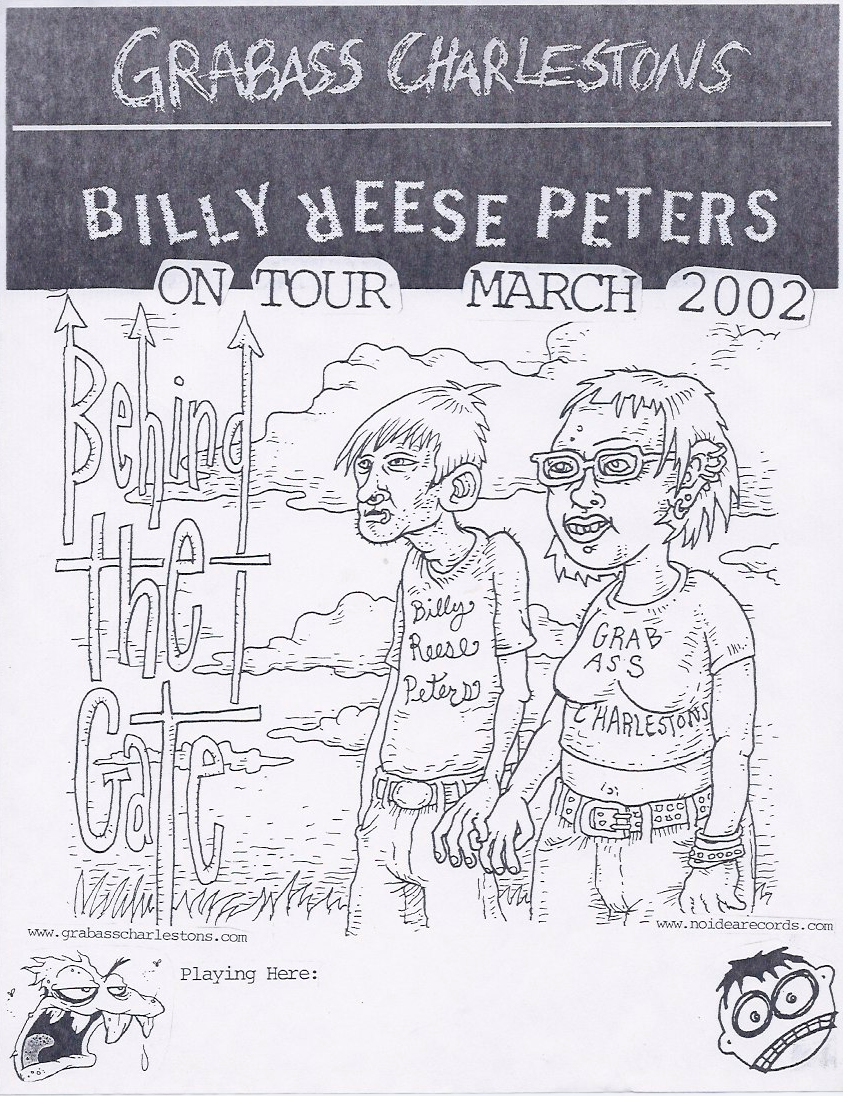 GRABASS CHARLESTONS
BILLY REESE PETERS
ON TOUR MARCH 2002
Behind
the
Gate
Billy
Reese
Peters
GRAB
ASS
CHARLESTONS
www.grabasscharlestons.com
www.noidearecords.com
Playing Here: